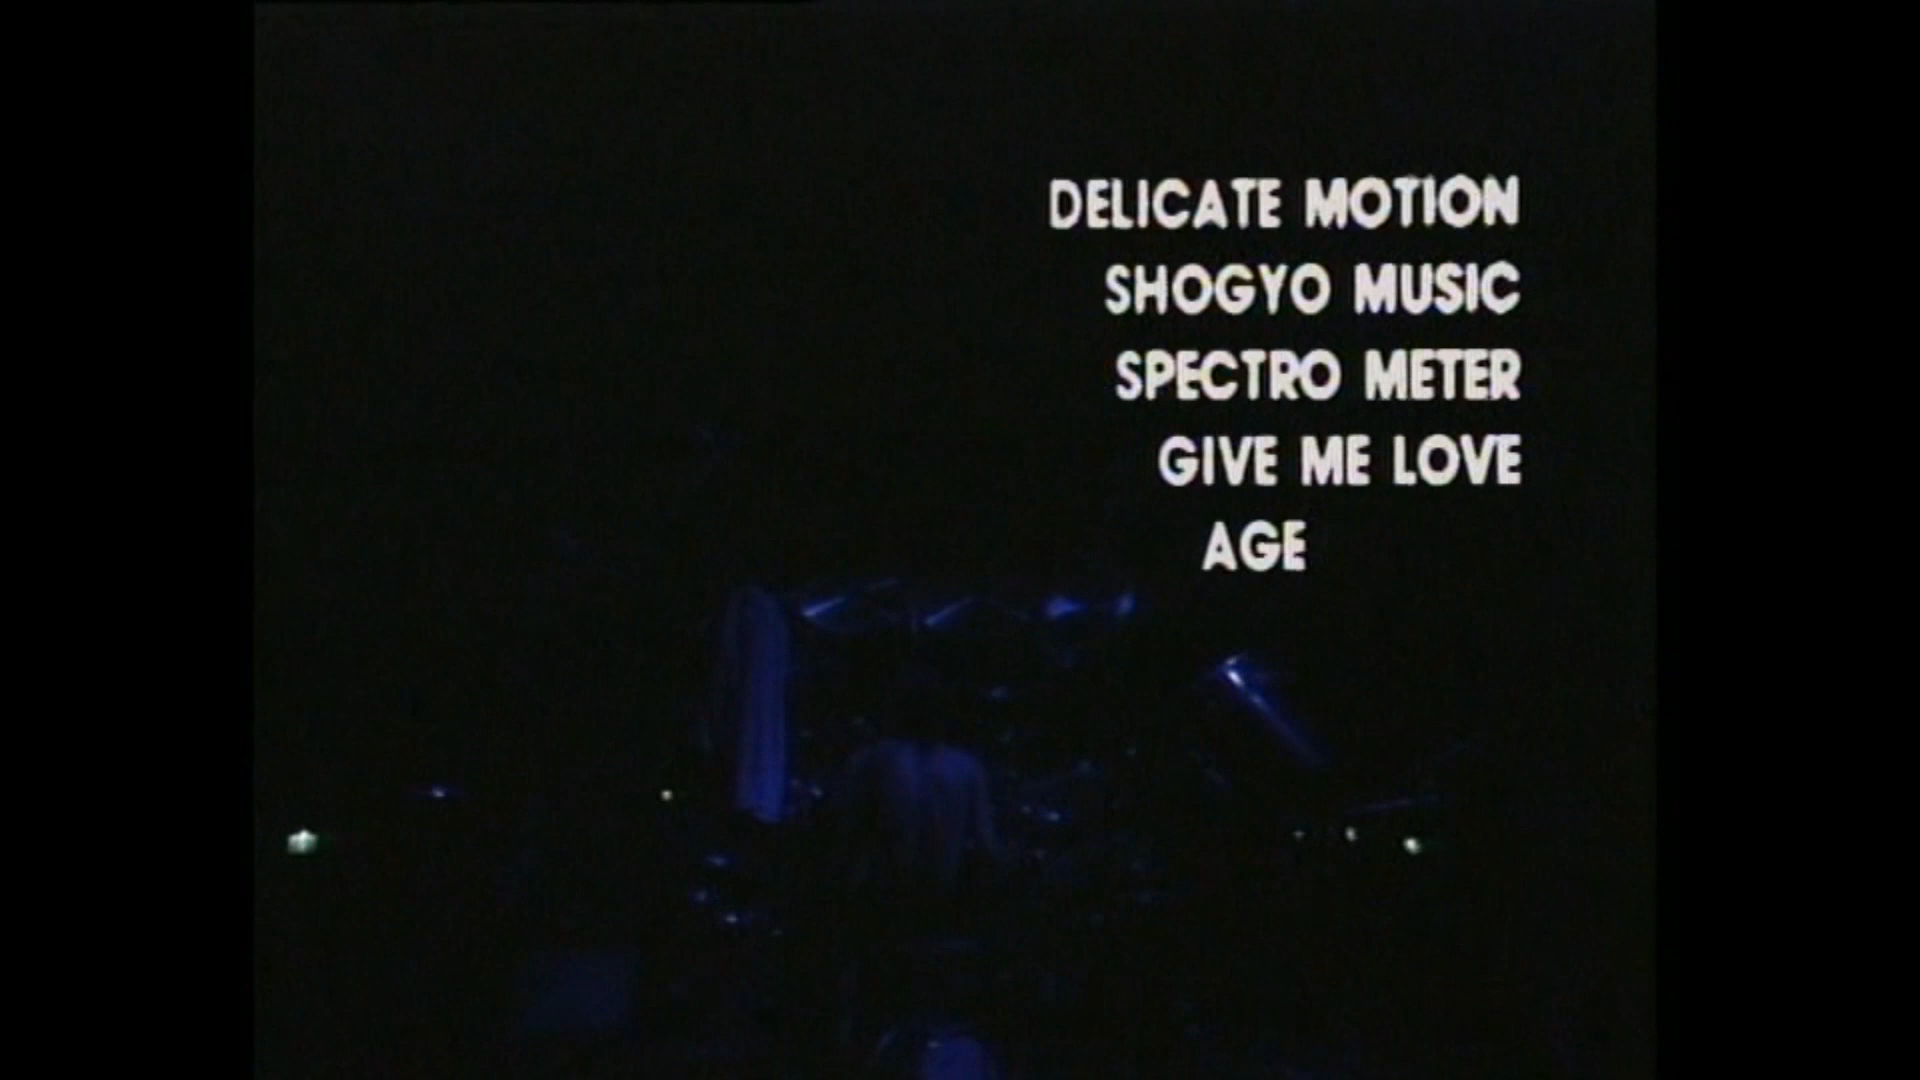 DELICATE MOTION
SHOGYO MUSIC
SPECTRO METER
GIVE ME LOVE
AGE